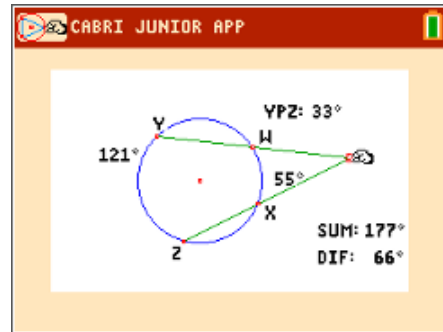 CABRI JUNIOR APP
YPZ: 33°
Y
W
121°
55°
X
Z
SUM: 177°
DIF: 66°